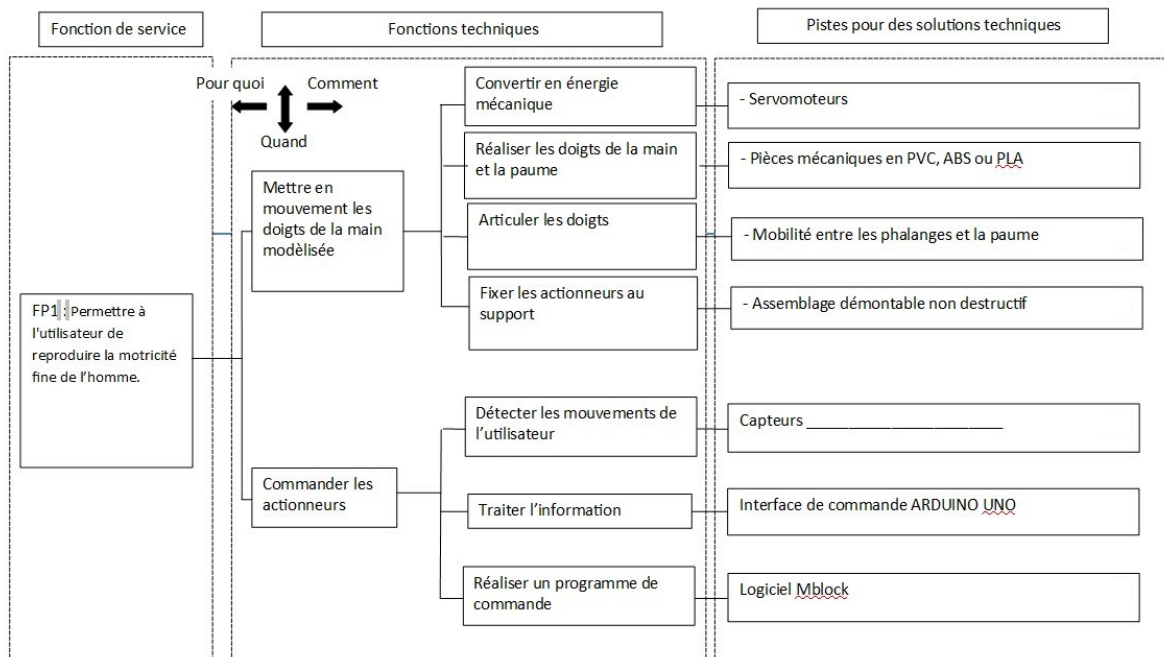 Fonction de service
Fonctions techniques
Pistes pour des solutions techniques
Pour quoi
Comment
Quand
FP1 : Permettre à
l'utilisateur de
reproduire la motricité
fine de l'homme.
Mettre en
mouvement les
doigts de la main
modèlisée
Convertir en énergie
mécanique
- Servomoteurs
Réaliser les doigts de la main
et la paume
- Pièces mécaniques en PVC, ABS ou PLA
Articuler les doigts
- Mobilité entre les phalanges et la paume
Fixer les actionneurs au
support
- Assemblage démontable non destructif
Commander les
actionneurs
Détecter les mouvements de
l'utilisateur
Capteurs ________________________
Traiter l'information
Interface de commande ARDUINO UNO
Réaliser un programme de
commande
Logiciel Mblock